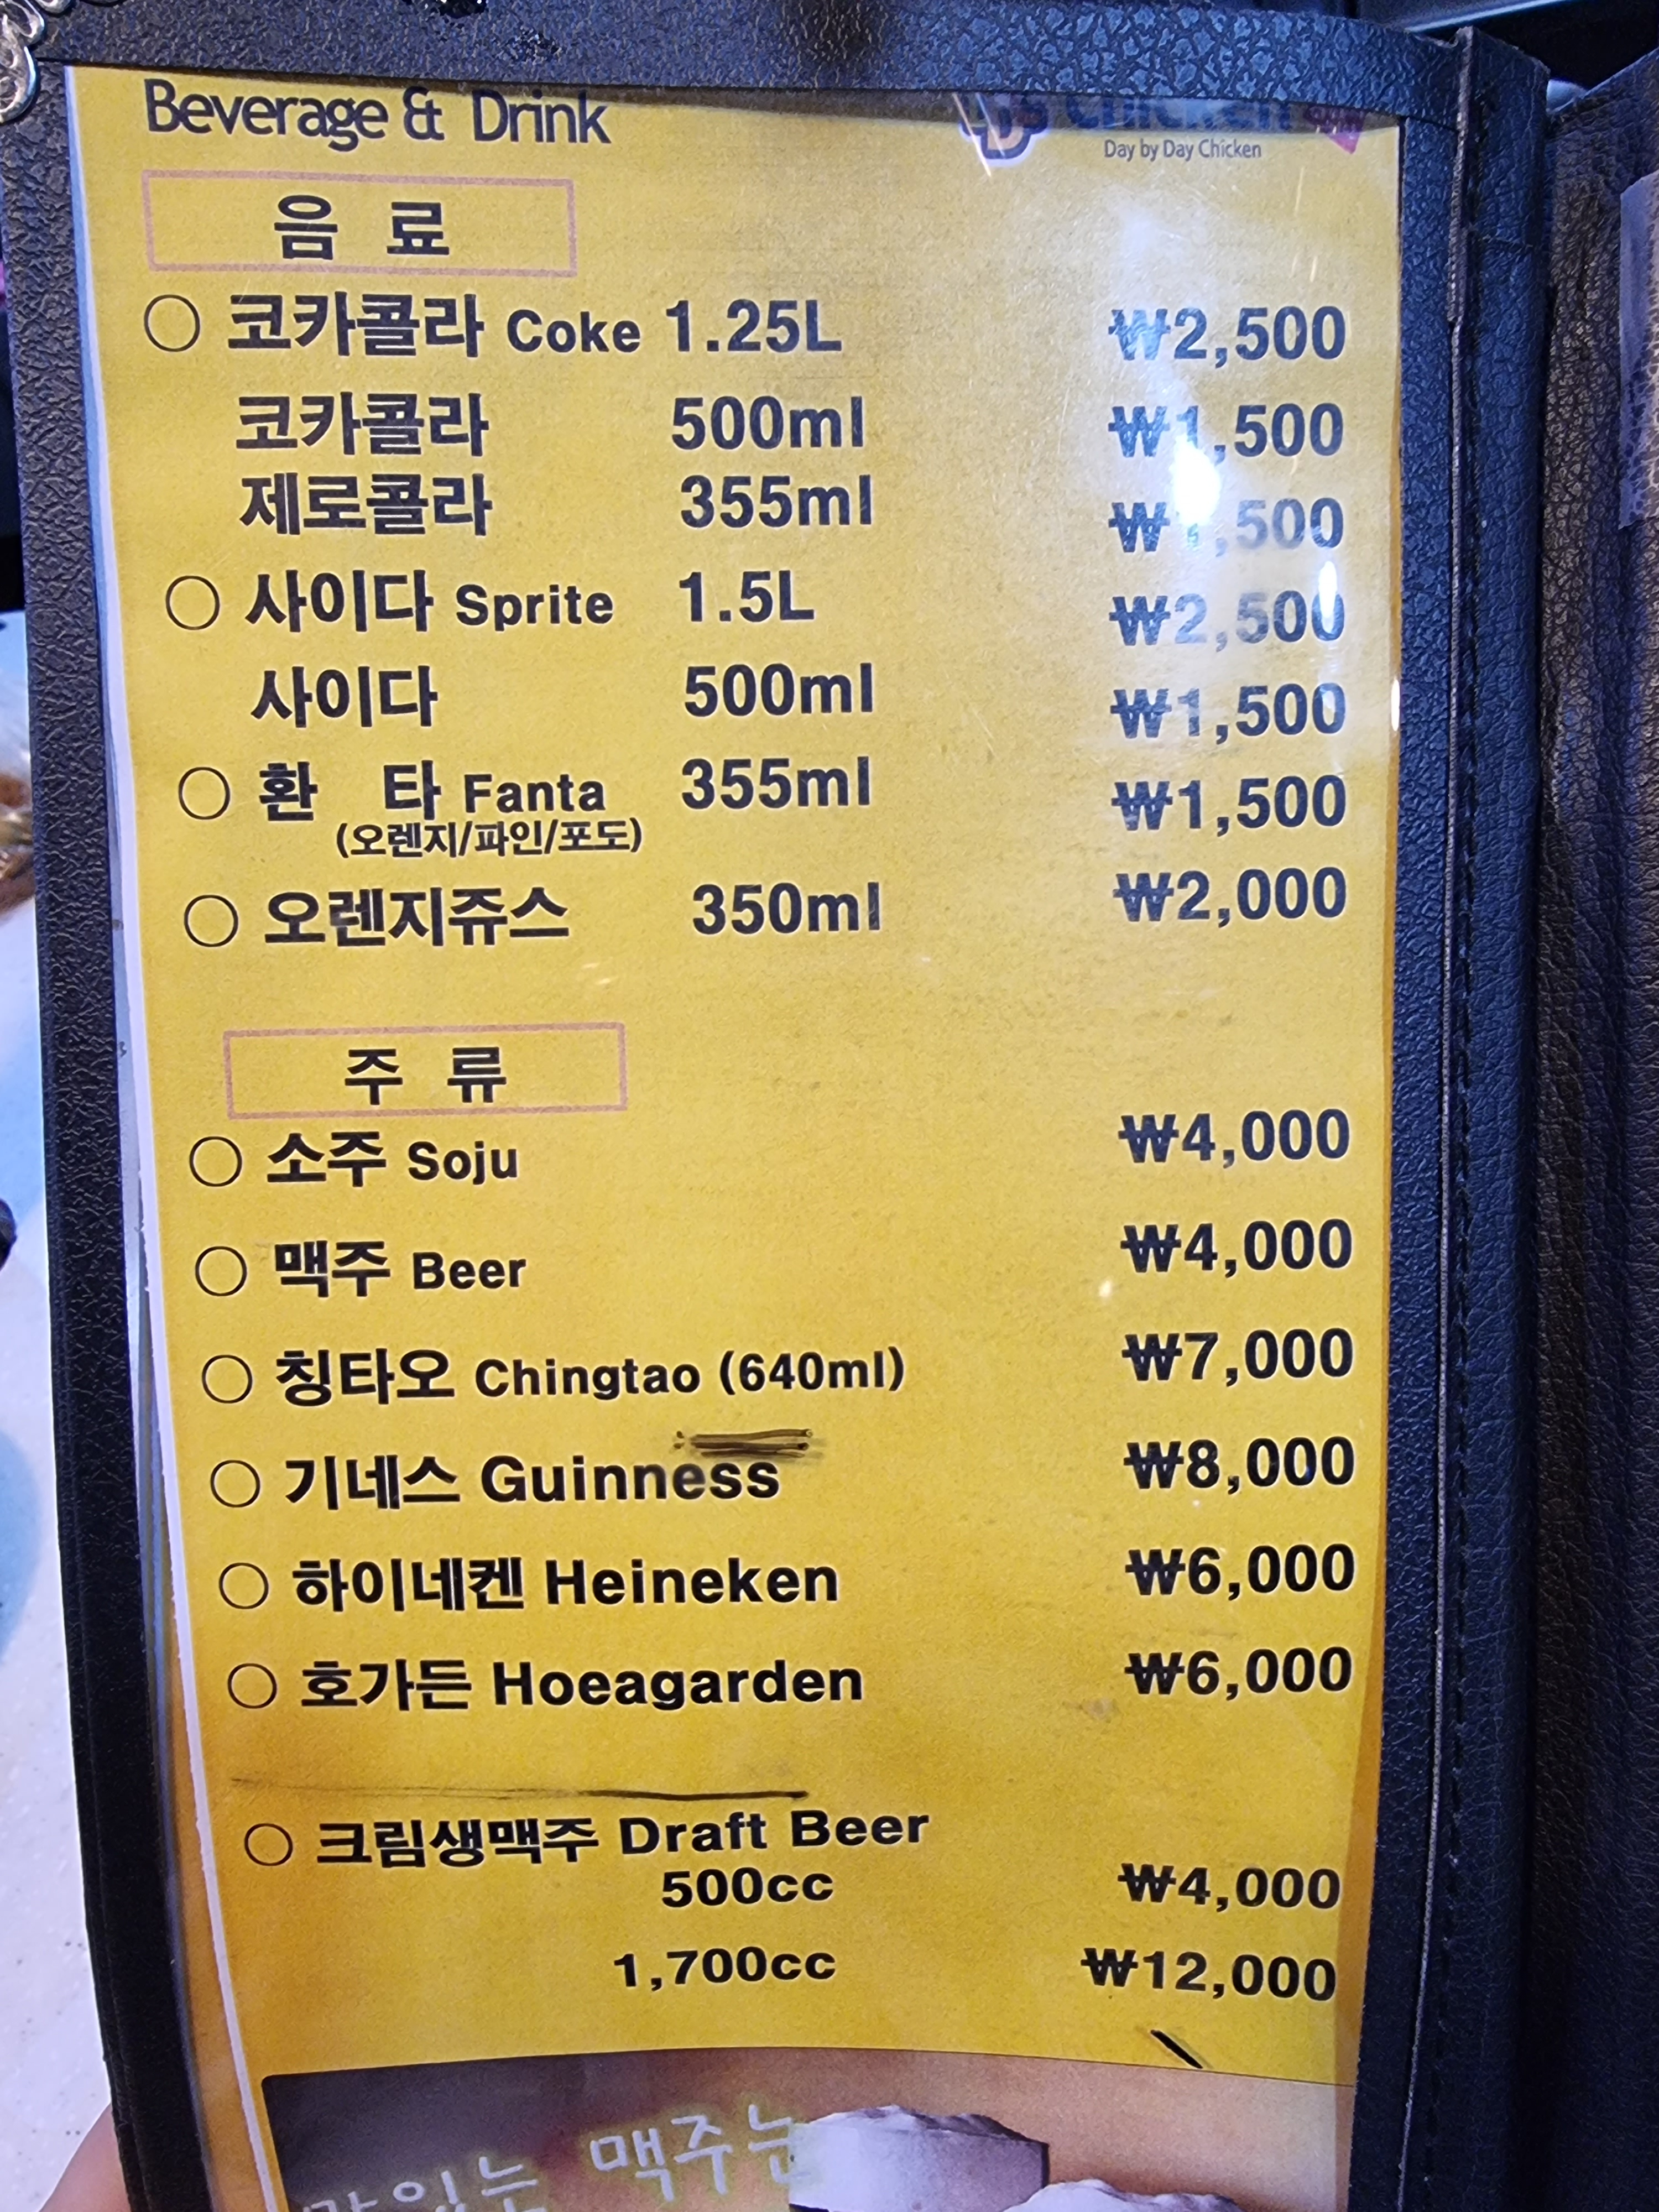 Beverage & Drink
Chicken
Day by Day Chicken
음 료
○ 코카콜라 Coke 1.25L ₩2,500
코카콜라 500ml ₩1,500
제로콜라 355ml ₩1,500
○ 사이다 Sprite 1.5L ₩2,500
사이다 500ml ₩1,500
○ 환 타 Fanta 355ml ₩1,500
(오렌지/파인/포도)
○ 오렌지쥬스 350ml ₩2,000
주 류
○ 소주 Soju ₩4,000
○ 맥주 Beer ₩4,000
○ 칭타오 Chingtao (640ml) ₩7,000
○ 기네스 Guinness ₩8,000
○ 하이네켄 Heineken ₩6,000
○ 호가든 Hoeagarden ₩6,000
○ 크림생맥주 Draft Beer
500cc ₩4,000
1,700cc ₩12,000
맥주는